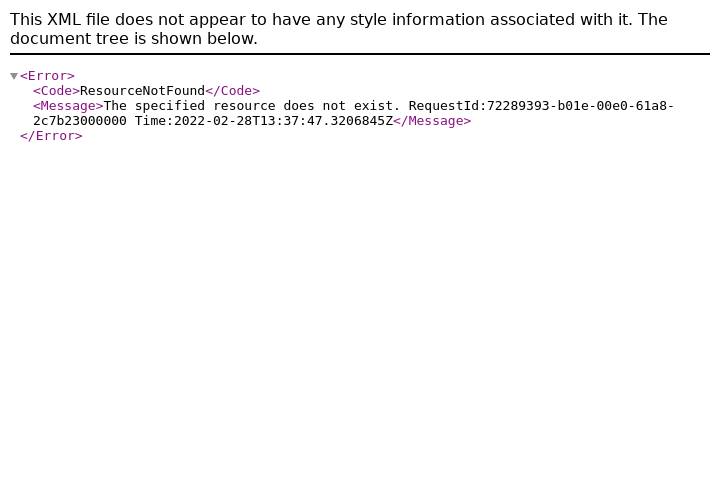 This XML file does not appear to have any style information associated with it. The
document tree is shown below.
<Error>
<Code>ResourceNotFound</Code>
<Message>The specified resource does not exist. RequestId:72289393-b01e-00e0-61a8-
2c7b23000000 Time:2022-02-28T13:37:47.3206845Z</Message>
</Error>